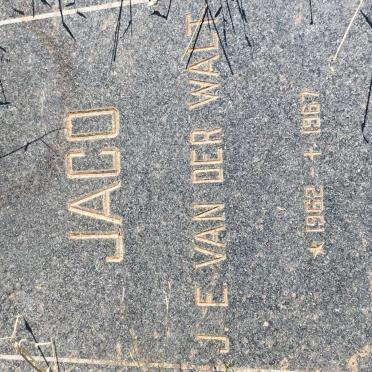 JACO
J. E. VAN DER WALT
* 1962 - + 1967